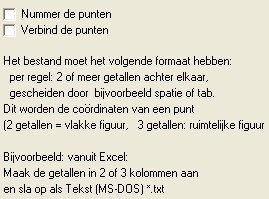 Nummer de punten
Verbind de punten
Het bestand moet het volgende formaat hebben:
per regel: 2 of meer getallen achter elkaar,
gescheiden door bijvoorbeeld spatie of tab.
Dit worden de coördinaten van een punt
(2 getallen = vlakke figuur, 3 getallen: ruimtelijke figuur
Bijvoorbeeld: vanuit Excel:
Maak de getallen in 2 of 3 kolommen aan
en sla op als Tekst (MS-DOS) *.txt